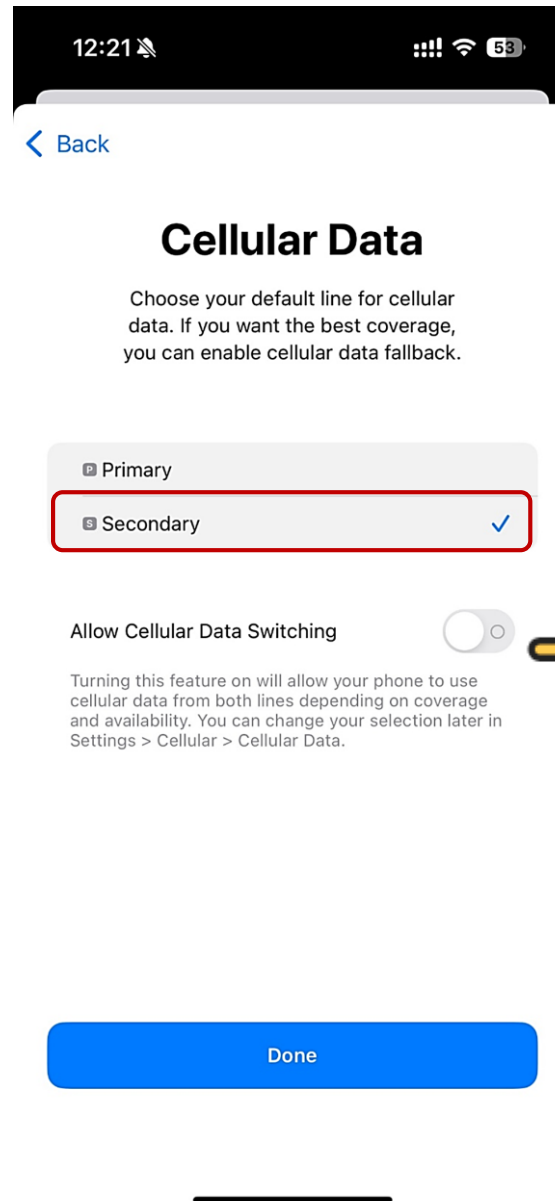 12:21
53
Back
Cellular Data
Choose your default line for cellular
data. If you want the best coverage,
you can enable cellular data fallback.
P Primary
S Secondary
Allow Cellular Data Switching
Turning this feature on will allow your phone to use
cellular data from both lines depending on coverage
and availability. You can change your selection later in
Settings > Cellular > Cellular Data.
Done